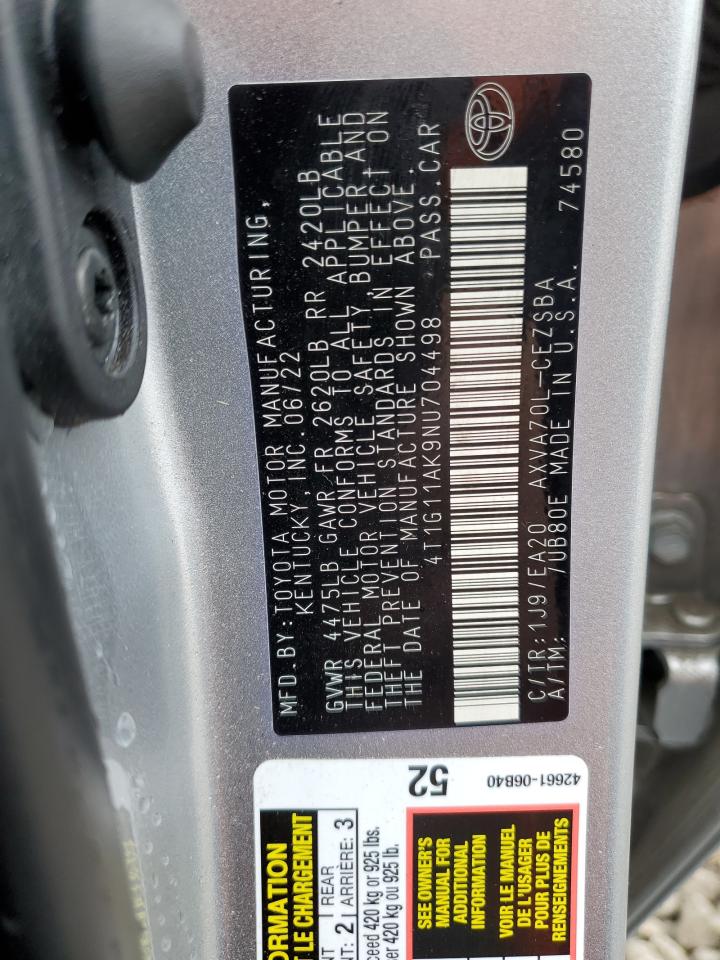 MFD.BY:TOYOTA MOTOR MANUFACTURING,
KENTUCKY, INC. 06/22
GVWR 4475LB GAWR FR 2620LB RR 2420LB
THIS VEHICLE CONFORMS TO ALL APPLICABLE
FEDERAL MOTOR VEHICLE SAFETY, BUMPER AND
THEFT PREVENTION STANDARDS IN EFFECT ON
THE DATE OF MANUFACTURE SHOWN ABOVE.
4T1G11AK9NU704498 PASS.CAR
C/TR:1J9/EA20 AXVA70L-CEZSBA 74580
A/TM: /UB80E MADE IN U.S.A.
52
42661-06B40
ORMATION
T LE CHARGEMENT
NT 2 REAR 3
NT: ARRIÈRE:
ceed 420 kg or 925 lbs.
er 420 kg ou 925 lb.
SEE OWNER'S
MANUAL FOR
ADDITIONAL
INFORMATION
VOIR LE MANUEL
DE L'USAGER
POUR PLUS DE
RENSEIGNEMENTS